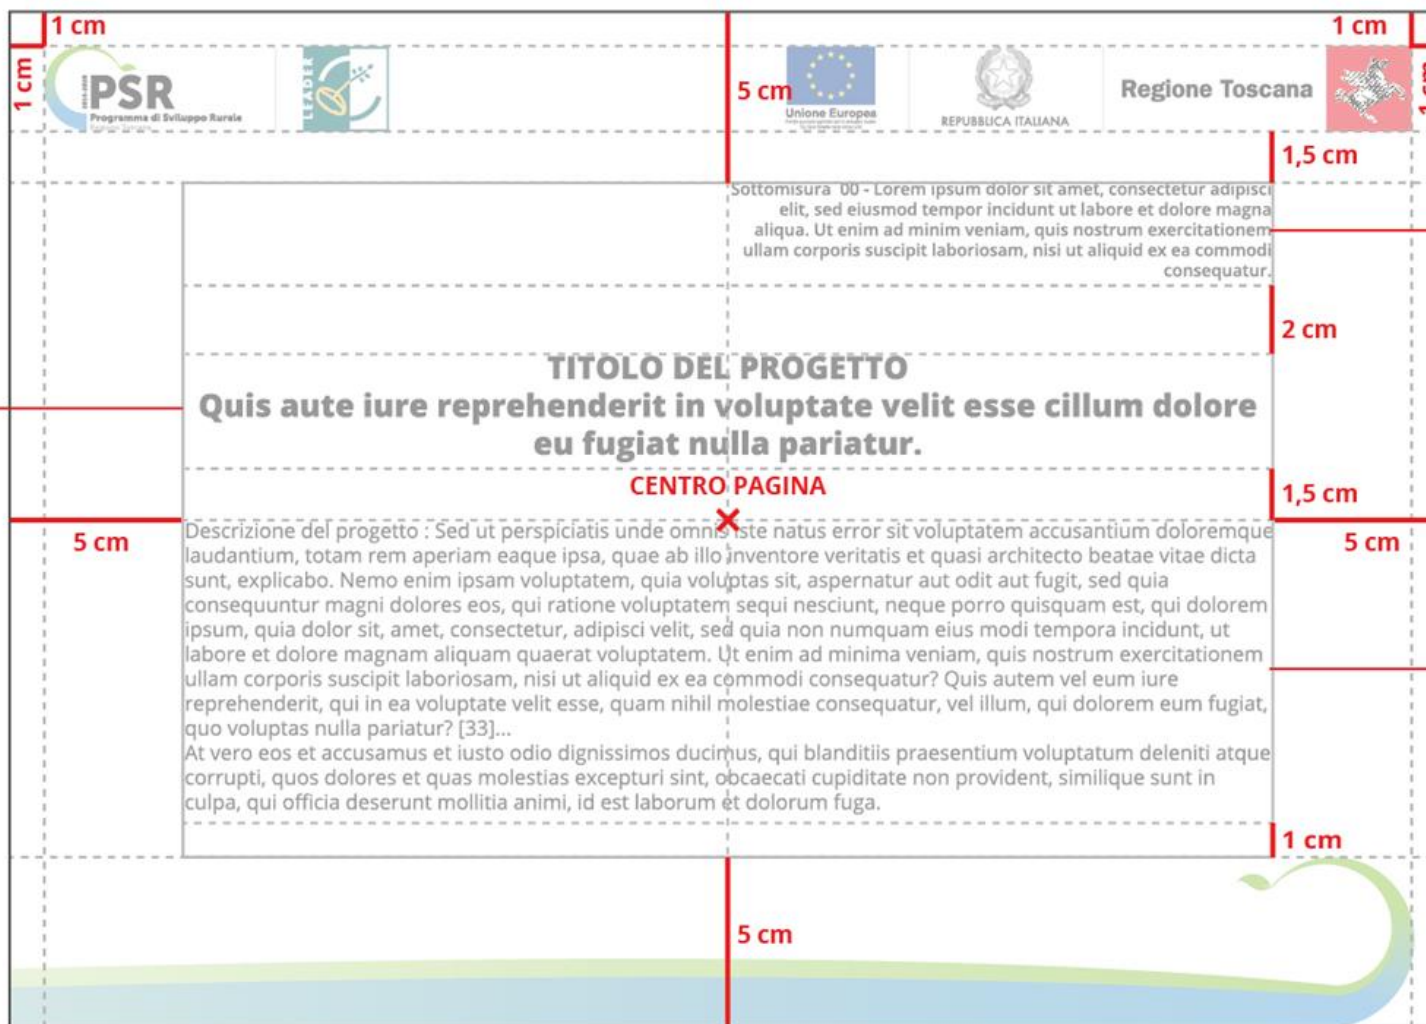 1 cm
1 cm
1 cm
5 cm
PSR
Programma di Sviluppo Rurale
LEADER
Unione Europea
REPUBBLICA ITALIANA
Regione Toscana
1,5 cm
Sottomisura 00 - Lorem ipsum dolor sit amet, consectetur adipisci
elit, sed eiusmod tempor incidunt ut labore et dolore magna
aliqua. Ut enim ad minim veniam, quis nostrum exercitationem
ullam corporis suscipit laboriosam, nisi ut aliquid ex ea commodi
consequatur.
2 cm
TITOLO DEL PROGETTO
Quis aute iure reprehenderit in voluptate velit esse cillum dolore
eu fugiat nulla pariatur.
CENTRO PAGINA
1,5 cm
5 cm
5 cm
Descrizione del progetto : Sed ut perspiciatis unde omnis iste natus error sit voluptatem accusantium doloremque
laudantium, totam rem aperiam eaque ipsa, quae ab illo inventore veritatis et quasi architecto beatae vitae dicta
sunt, explicabo. Nemo enim ipsam voluptatem, quia voluptas sit, aspernatur aut odit aut fugit, sed quia
consequuntur magni dolores eos, qui ratione voluptatem sequi nesciunt, neque porro quisquam est, qui dolorem
ipsum, quia dolor sit, amet, consectetur, adipisci velit, sed quia non numquam eius modi tempora incidunt, ut
labore et dolore magnam aliquam quaerat voluptatem. Ut enim ad minima veniam, quis nostrum exercitationem
ullam corporis suscipit laboriosam, nisi ut aliquid ex ea commodi consequatur? Quis autem vel eum iure
reprehenderit, qui in ea voluptate velit esse, quam nihil molestiae consequatur, vel illum, qui dolorem eum fugiat,
quo voluptas nulla pariatur? [33]...
At vero eos et accusamus et iusto odio dignissimos ducimus, qui blanditiis praesentium voluptatum deleniti atque
corrupti, quos dolores et quas molestias excepturi sint, obcaecati cupiditate non provident, similique sunt in
culpa, qui officia deserunt mollitia animi, id est laborum et dolorum fuga.
1 cm
5 cm